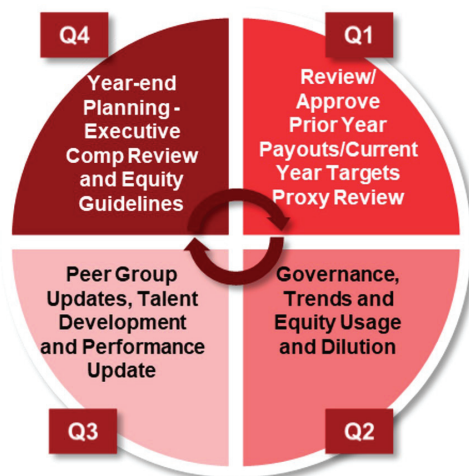 Q4
Year-end
Planning -
Executive
Comp Review
and Equity
Guidelines
Q1
Review/
Approve
Prior Year
Payouts/Current
Year Targets
Proxy Review
Peer Group
Updates, Talent
Development
and Performance
Update
Q3
Governance,
Trends and
Equity Usage
and Dilution
Q2